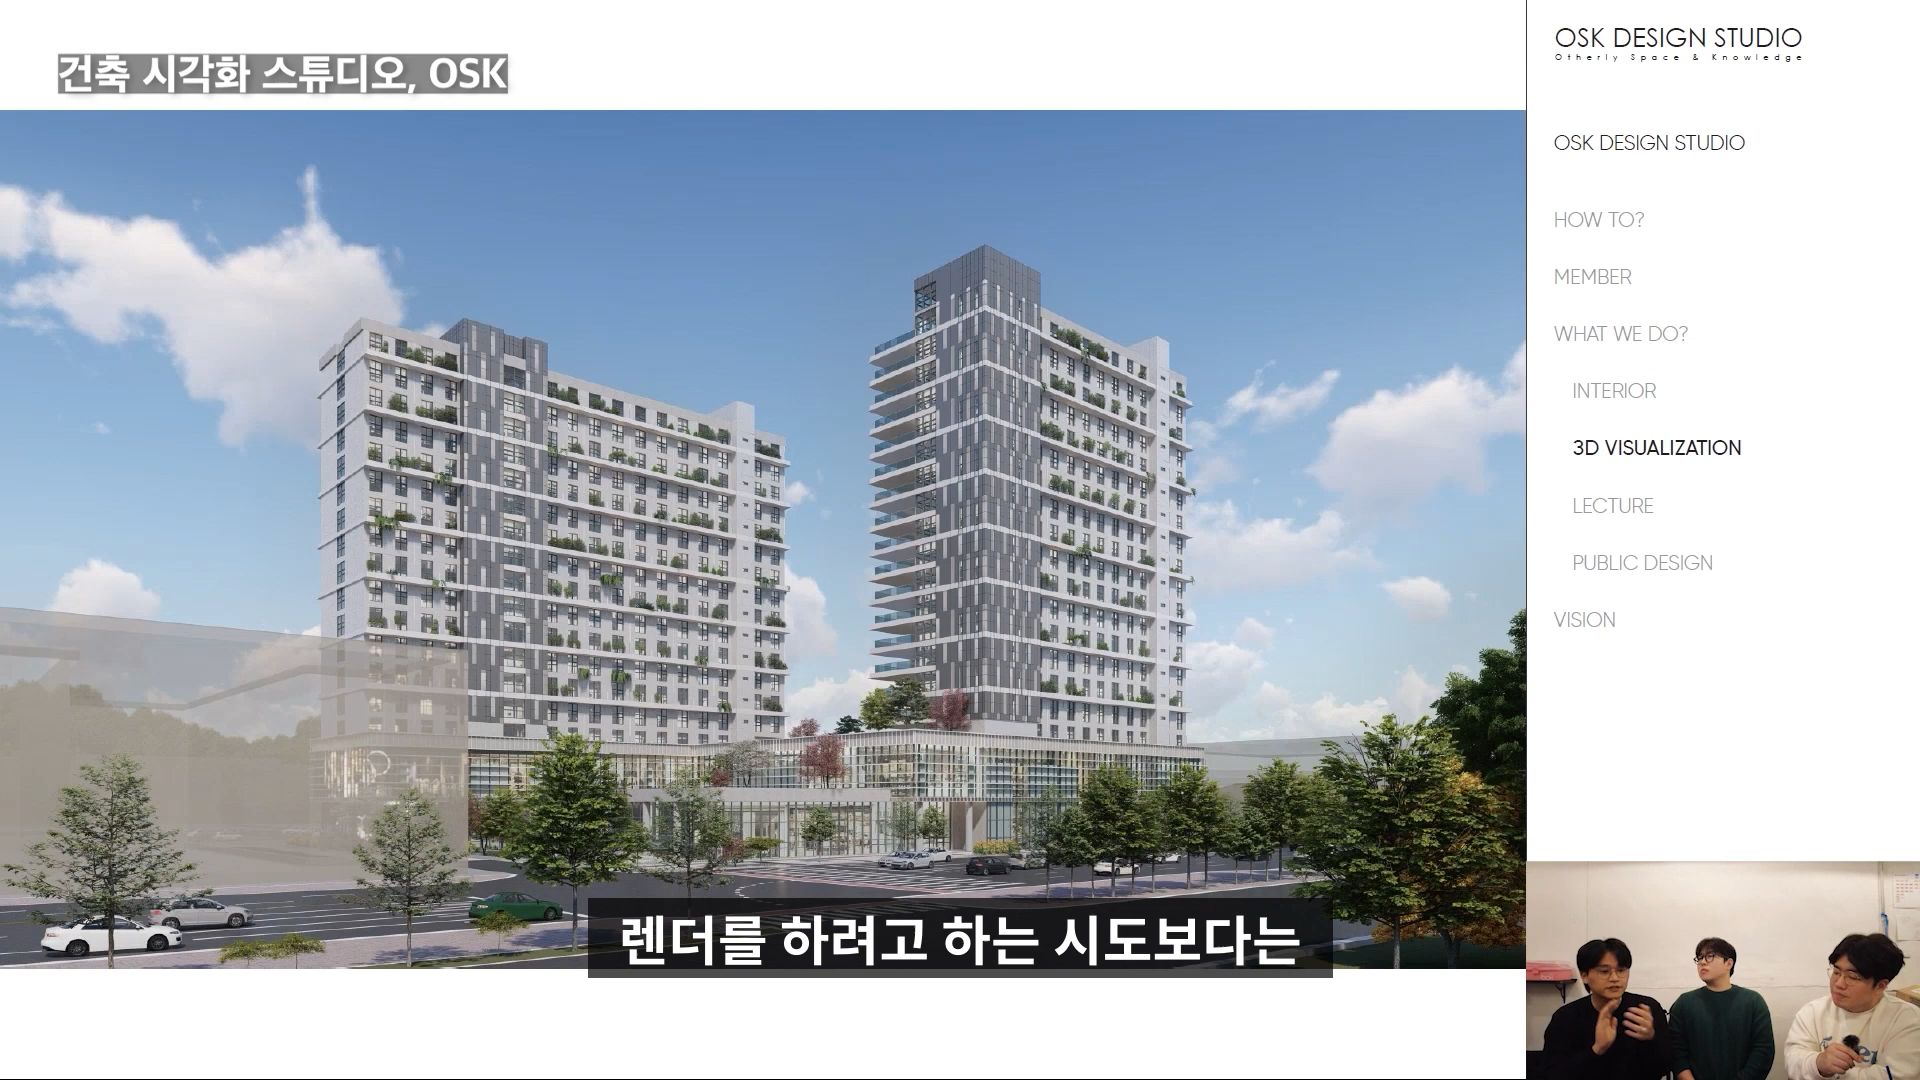 건축 시각화 스튜디오, OSK
OSK DESIGN STUDIO
Otherly Space & Knowledge
OSK DESIGN STUDIO
HOW TO?
MEMBER
WHAT WE DO?
INTERIOR
3D VISUALIZATION
LECTURE
PUBLIC DESIGN
VISION
렌더를 하려고 하는 시도보다는